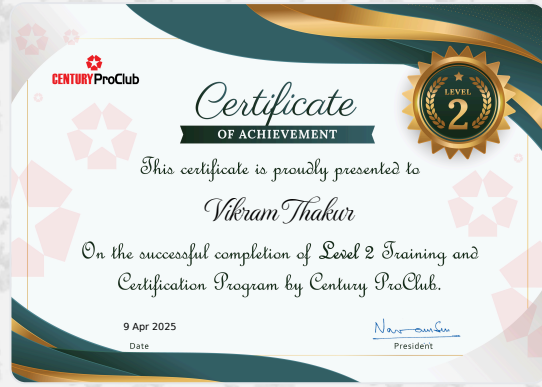 CENTURY ProClub
Certificate
OF ACHIEVEMENT
LEVEL
2
This certificate is proudly presented to
Vikram Thakur
On the successful completion of Level 2 Training and
Certification Program by Century ProClub.
9 Apr 2025
Date
President